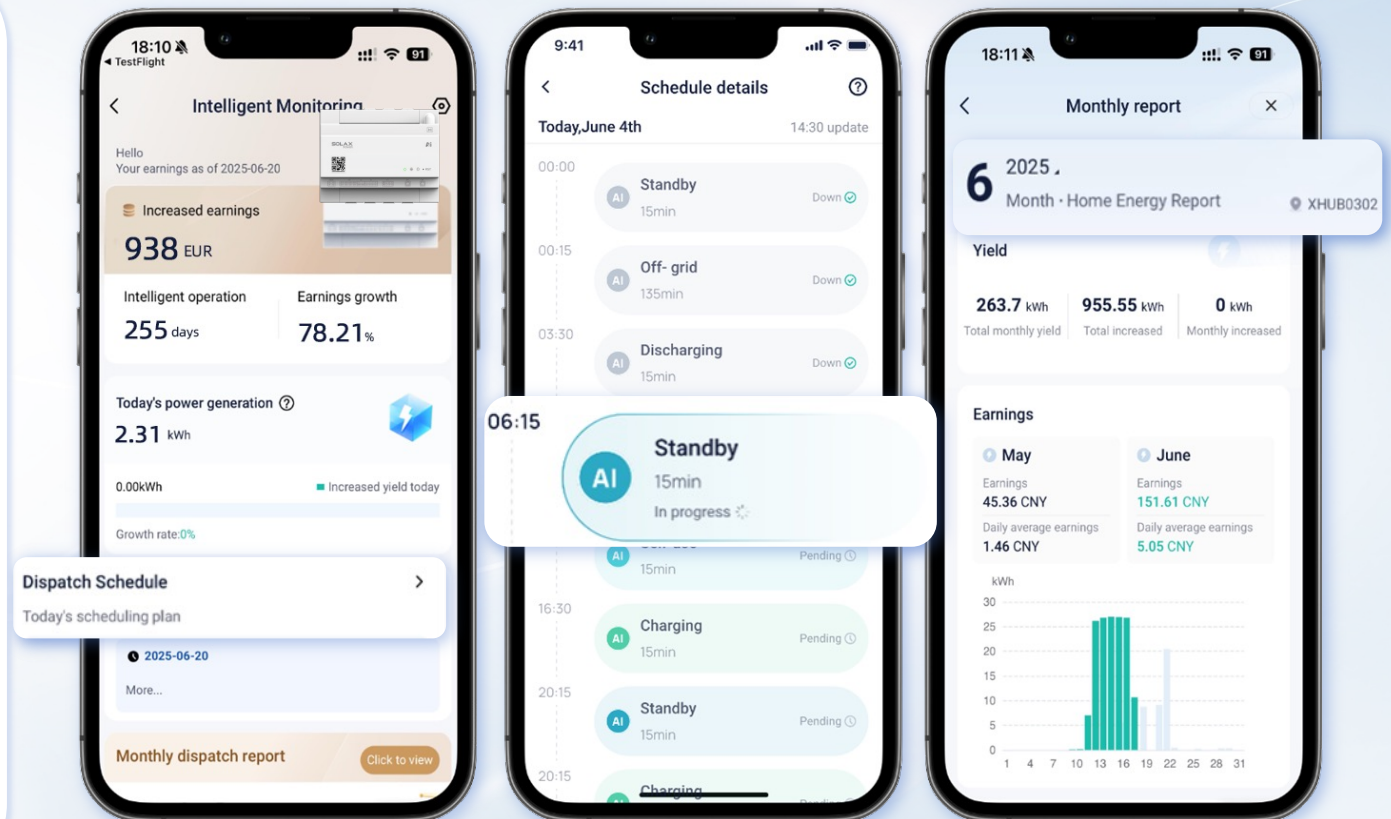 18:10
91
TestFlight
Intelligent Monitoring
Hello
Your earnings as of 2025-06-20
SOLAX
Increased earnings
938 EUR
Intelligent operation
Earnings growth
255 days
78.21%
Today's power generation ?
2.31 kWh
0.00kWh
Increased yield today
Growth rate:0%
Dispatch Schedule
Today's scheduling plan
2025-06-20
More...
Monthly dispatch report
Click to view
9:41
Schedule details
?
Today,June 4th
14:30 update
00:00
AI
Standby
15min
Down
00:15
AI
Off- grid
135min
Down
03:30
AI
Discharging
15min
Down
06:15
AI
Standby
15min
In progress
AI
15min
Pending
16:30
AI
Charging
15min
Pending
20:15
AI
Standby
15min
Pending
20:15
AI
Charging
18:11
91
Monthly report
6
2025
Month · Home Energy Report
XHUB0302
Yield
263.7 kWh
955.55 kWh
0 kWh
Total monthly yield
Total increased
Monthly increased
Earnings
May
June
Earnings
Earnings
45.36 CNY
151.61 CNY
Daily average earnings
Daily average earnings
1.46 CNY
5.05 CNY
kWh
30
25
20
15
10
5
0
1 4 7 10 13 16 19 22 25 28 31